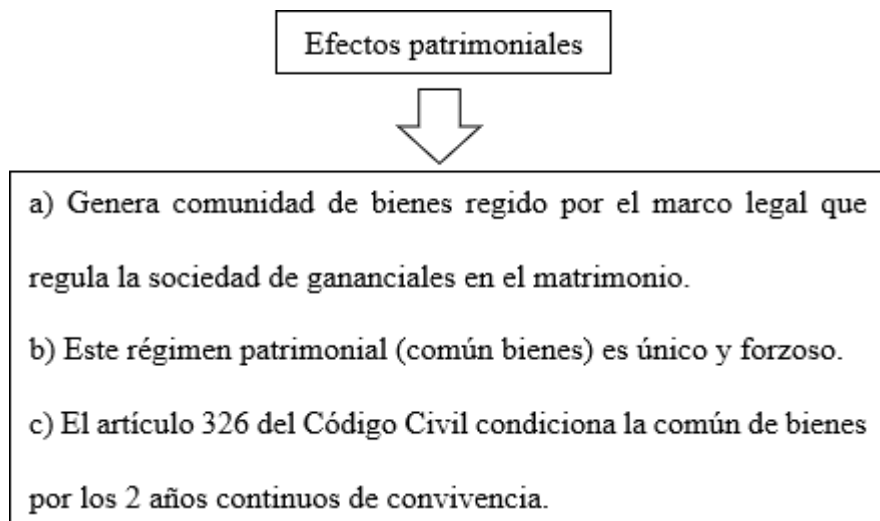 Efectos patrimoniales
a) Genera comunidad de bienes regido por el marco legal que
regula la sociedad de gananciales en el matrimonio.
b) Este régimen patrimonial (común bienes) es único y forzoso.
c) El artículo 326 del Código Civil condiciona la común de bienes
por los 2 años continuos de convivencia.